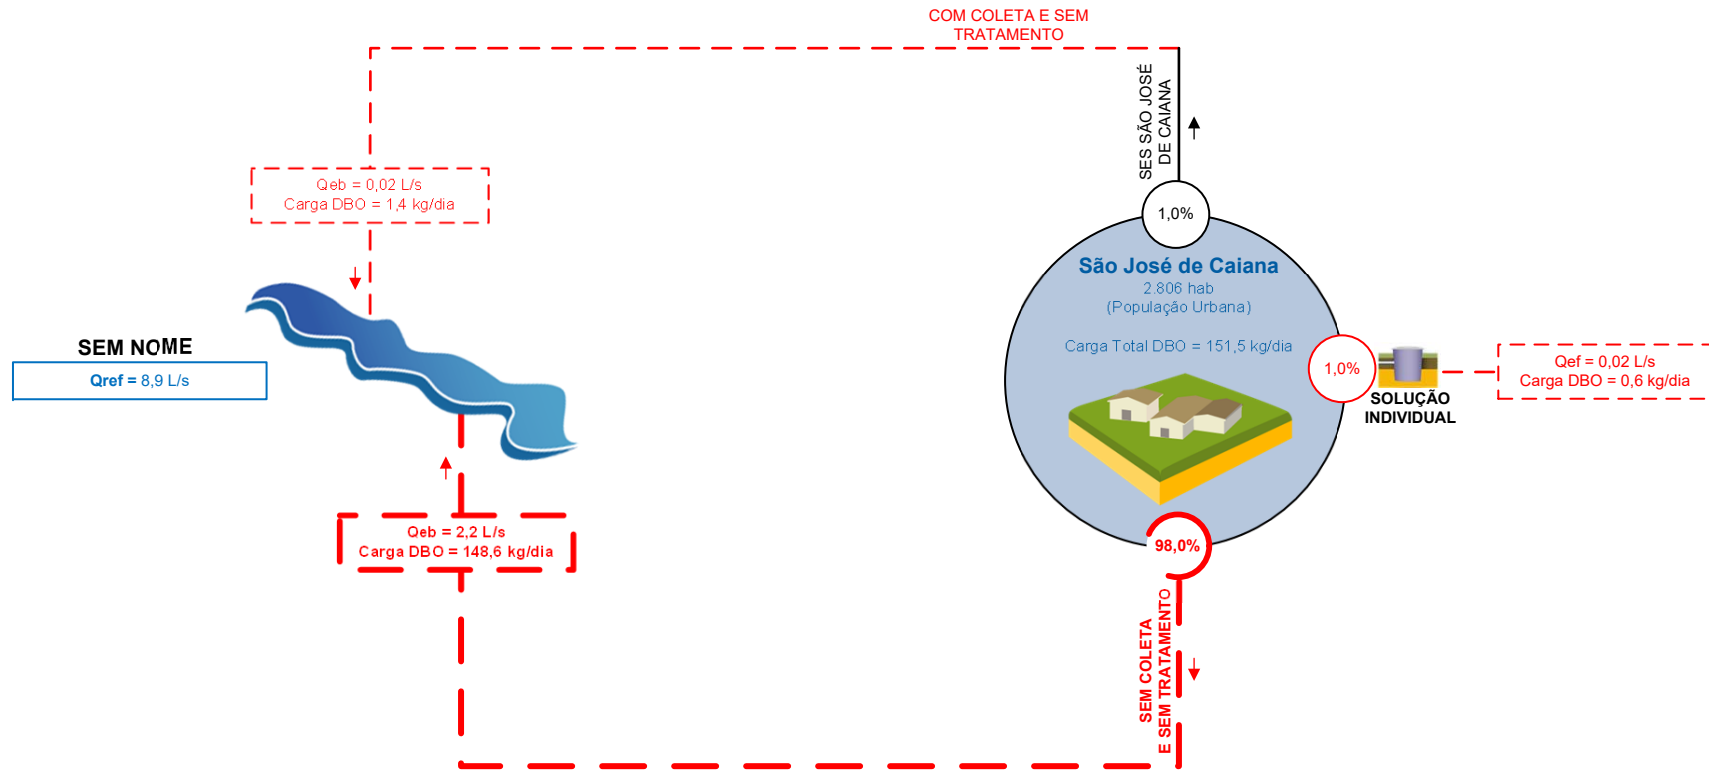 COM COLETA E SEM
TRATAMENTO
SES SÃO JOSÉ
DE CAIANA
Qeb = 0,02 L/s
Carga DBO = 1,4 kg/dia
1,0%
São José de Caiana
2.806 hab
(População Urbana)
Carga Total DBO = 151,5 kg/dia
SEM NOME
Qref = 8,9 L/s
1,0%
SOLUÇÃO
INDIVIDUAL
Qef = 0,02 L/s
Carga DBO = 0,6 kg/dia
Qeb = 2,2 L/s
Carga DBO = 148,6 kg/dia
98,0%
SEM COLETA
E SEM TRATAMENTO